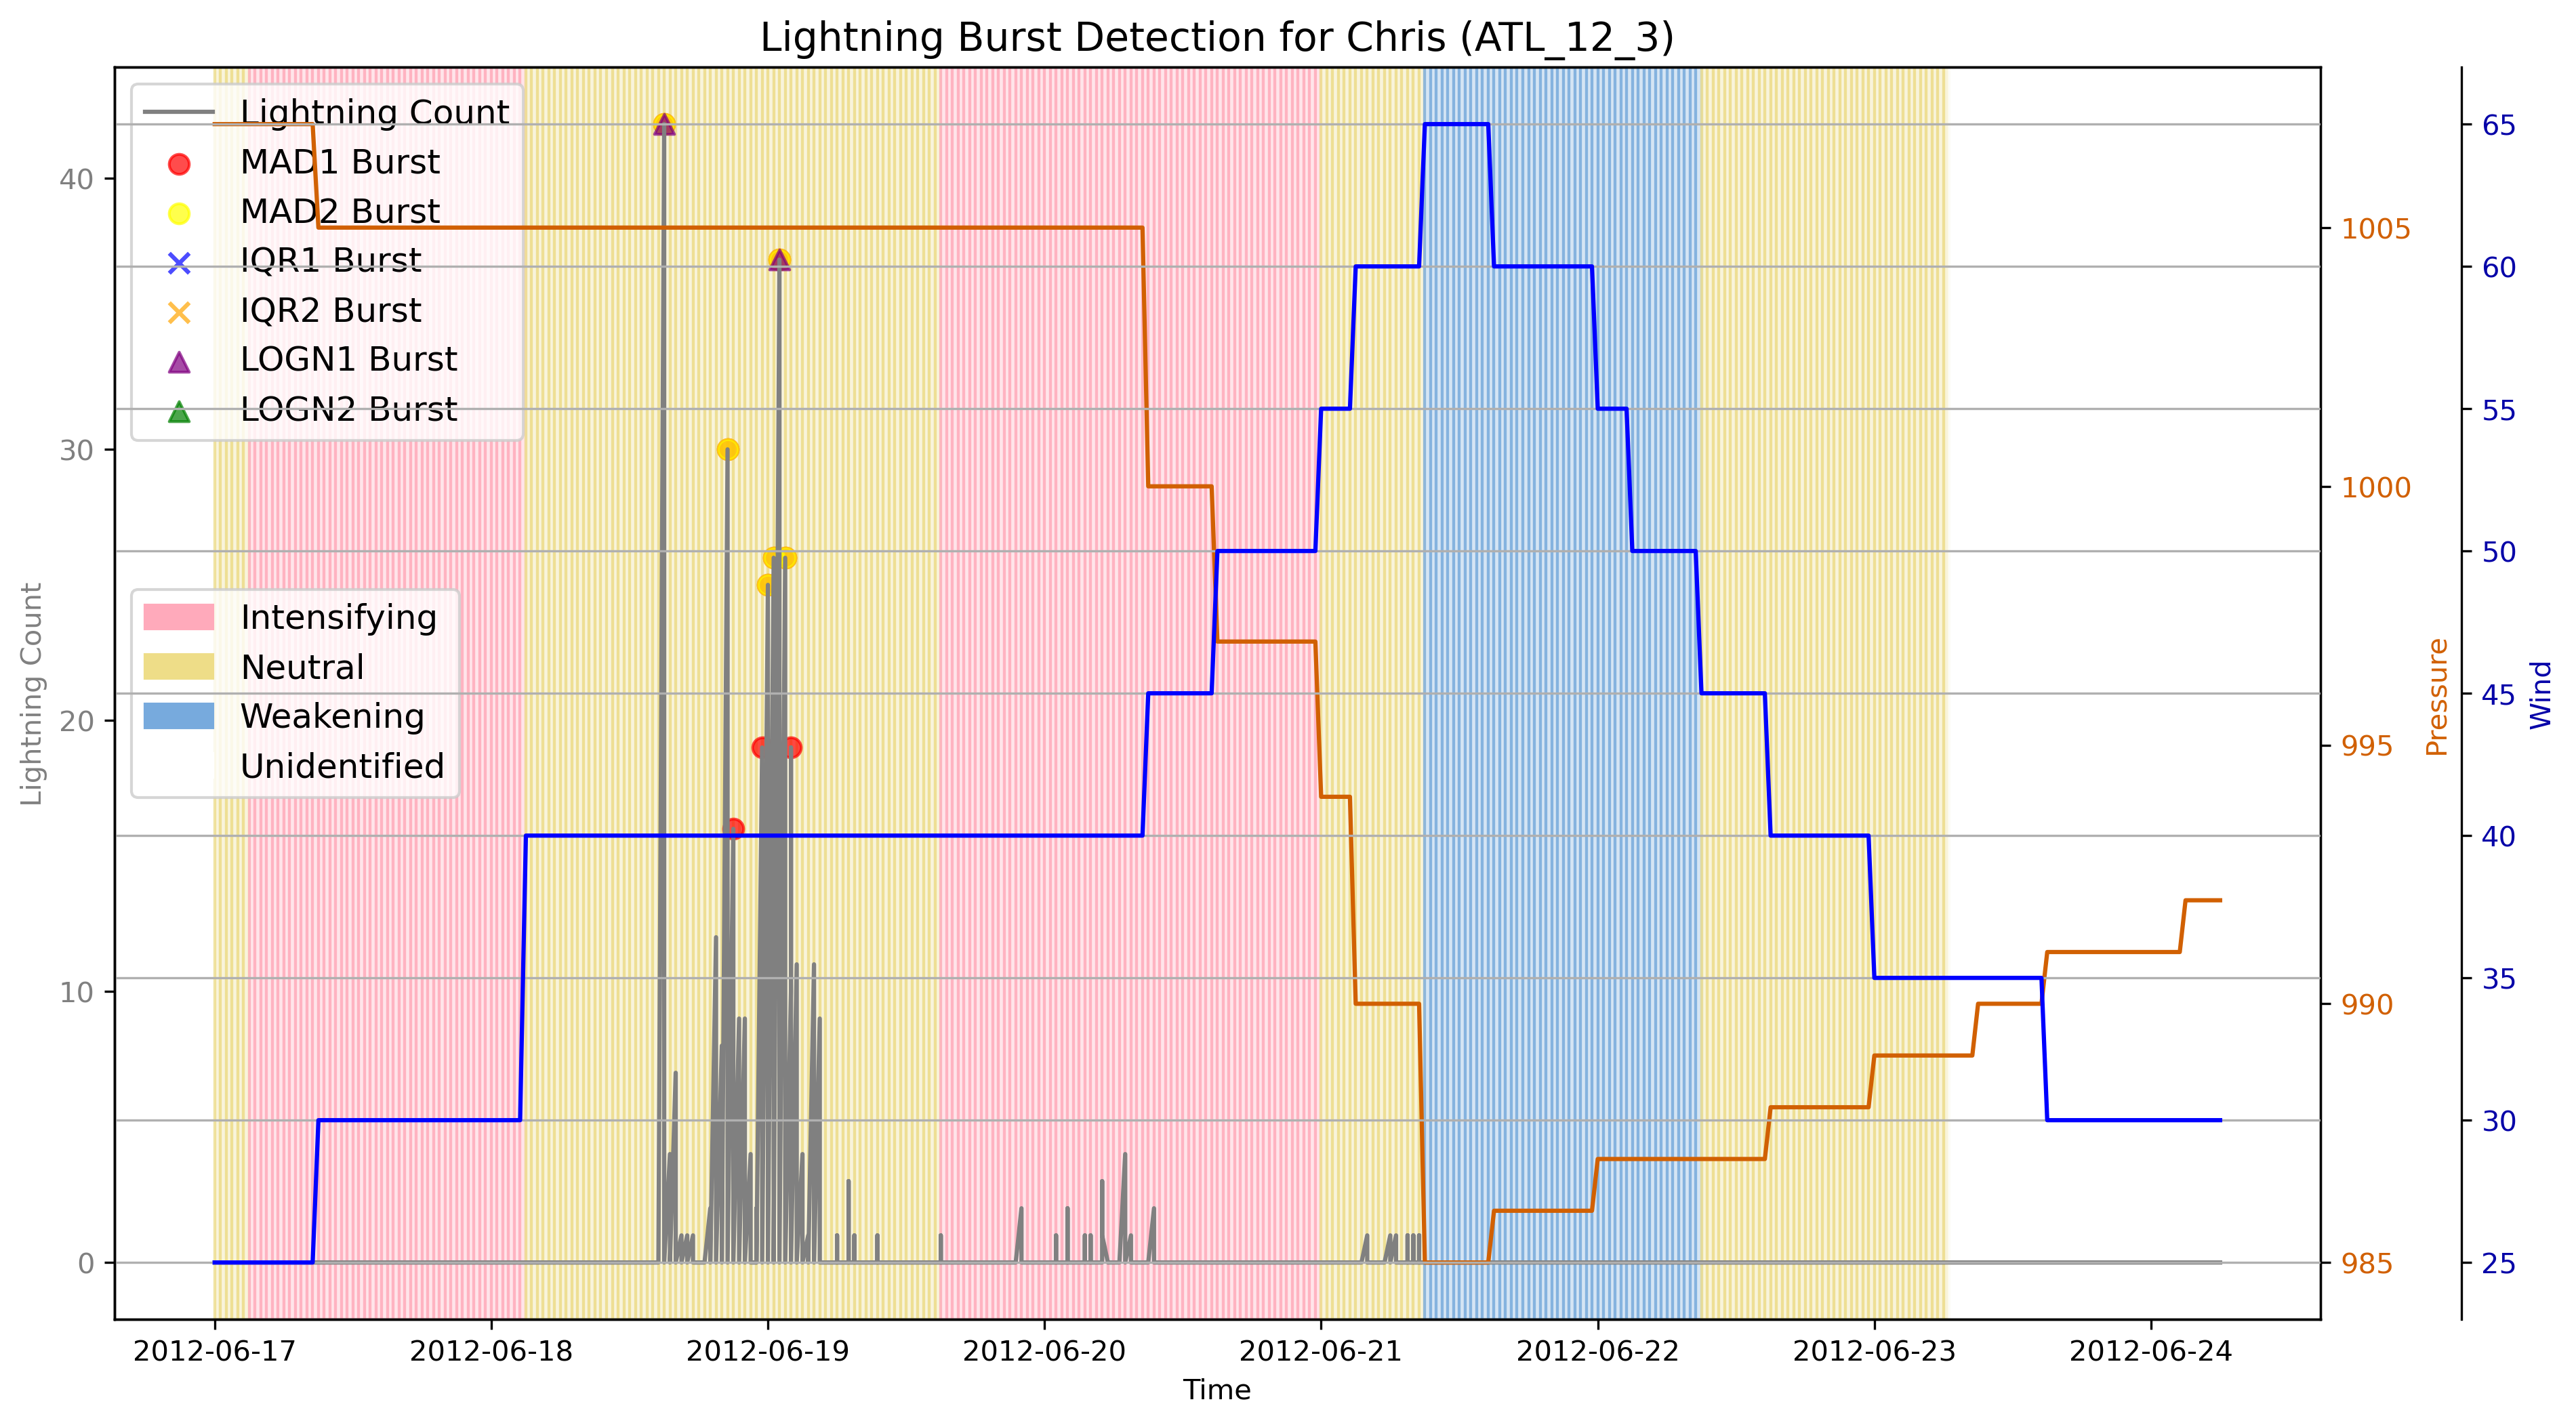 Lightning Burst Detection for Chris (ATL_12_3)
Lightning Count
MAD1 Burst
MAD2 Burst
IQR1 Burst
IQR2 Burst
LOGN1 Burst
LOGN2 Burst
Intensifying
Neutral
Weakening
Unidentified
Lightning Count
40
30
20
10
0
1005
1000
995
990
985
Pressure
65
60
55
50
45
40
35
30
25
Wind
2012-06-17
2012-06-18
2012-06-19
2012-06-20
2012-06-21
2012-06-22
2012-06-23
2012-06-24
Time